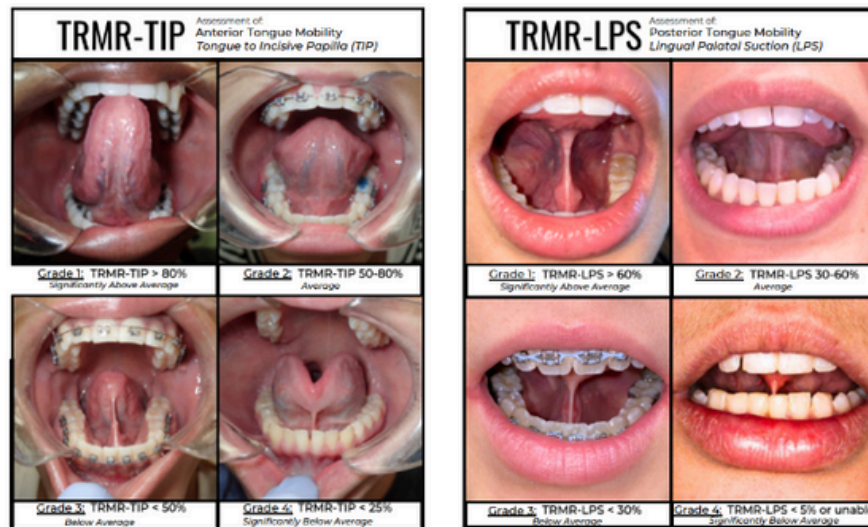 TRMR-TIP
Assessment of:
Anterior Tongue Mobility
Tongue to Incisive Papilla (TIP)
Grade 1: TRMR-TIP > 80%
Significantly Above Average
Grade 2: TRMR-TIP 50-80%
Average
Grade 3: TRMR-TIP < 50%
Below Average
Grade 4: TRMR-TIP < 25%
Significantly Below Average
TRMR-LPS
Assessment of:
Posterior Tongue Mobility
Lingual Palatal Suction (LPS)
Grade 1: TRMR-LPS > 60%
Significantly Above Average
Grade 2: TRMR-LPS 30-60%
Average
Grade 3: TRMR-LPS < 30%
Below Average
Grade 4: TRMR-LPS < 5% or unabl
Significantly Below Average